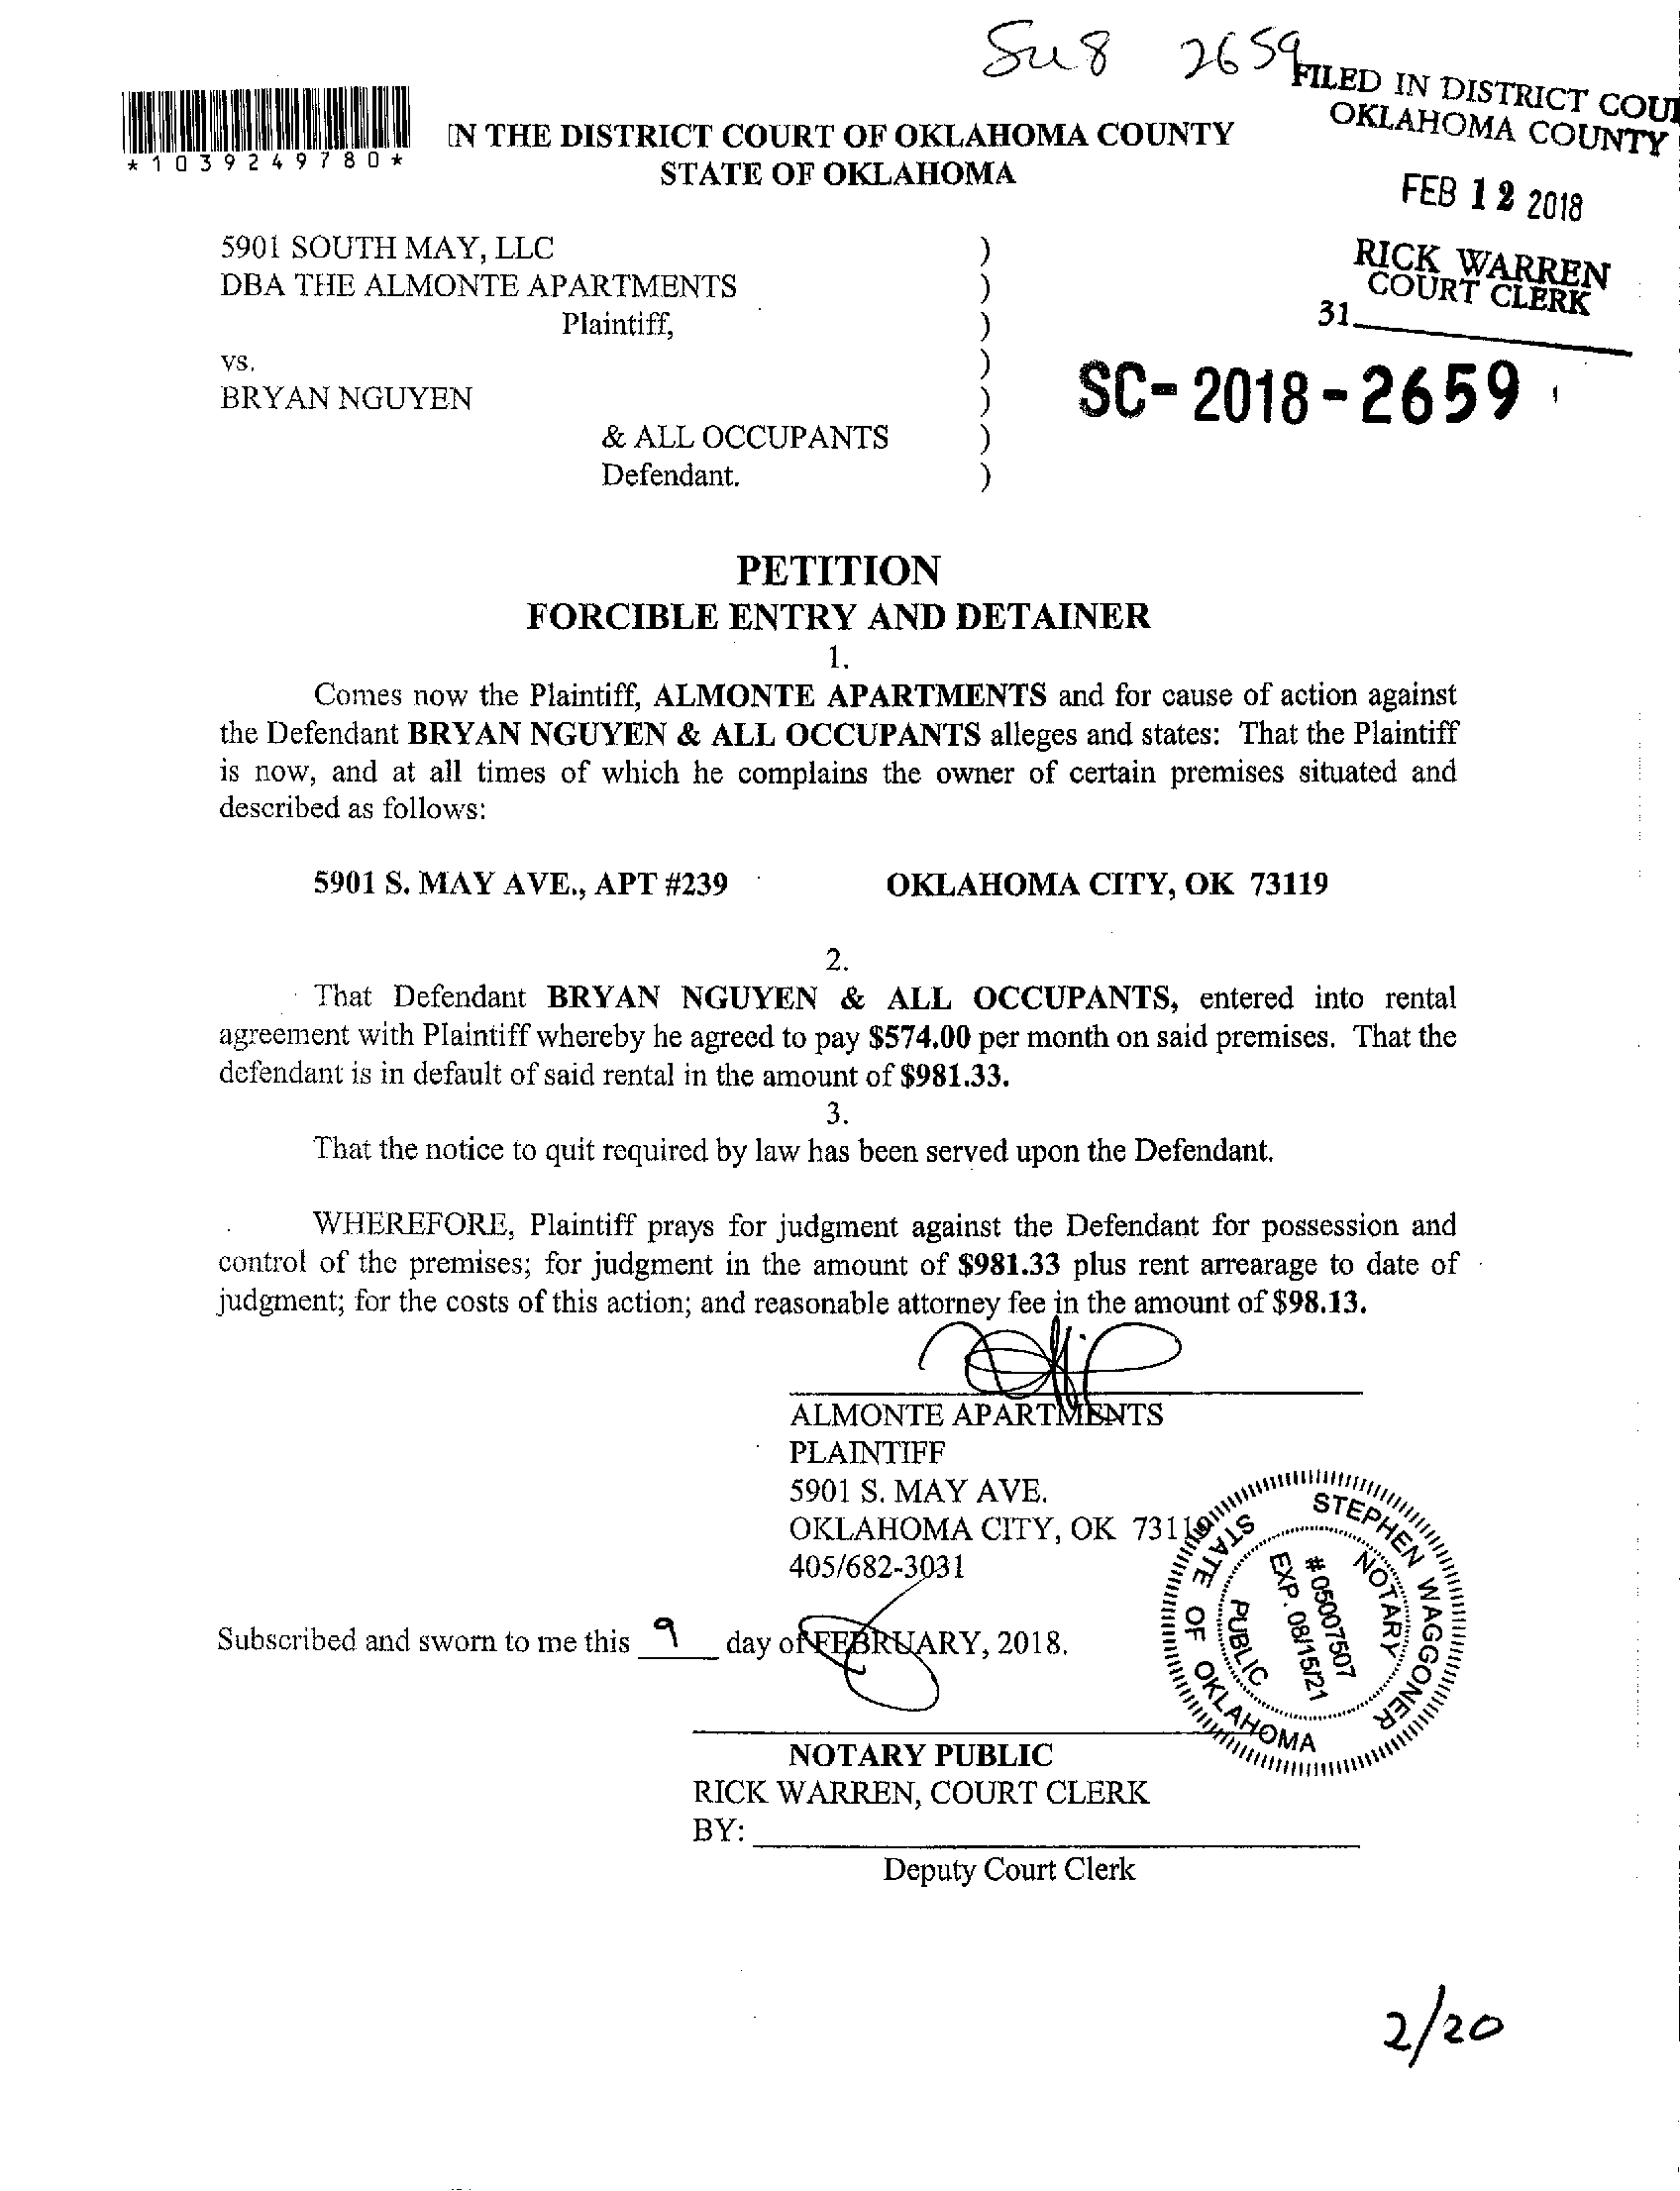 Su8 2659
FILED IN DISTRICT COU
OKLAHOMA COUNTY
FEB 12 2018
RICK WARREN
COURT CLERK
31
*1039249780*
IN THE DISTRICT COURT OF OKLAHOMA COUNTY
STATE OF OKLAHOMA
5901 SOUTH MAY, LLC )
DBA THE ALMONTE APARTMENTS )
Plaintiff, )
vs. )
BRYAN NGUYEN )
& ALL OCCUPANTS )
Defendant. )
SC-2018-2659
PETITION
FORCIBLE ENTRY AND DETAINER
1.
Comes now the Plaintiff, ALMONTE APARTMENTS and for cause of action against
the Defendant BRYAN NGUYEN & ALL OCCUPANTS alleges and states: That the Plaintiff
is now, and at all times of which he complains the owner of certain premises situated and
described as follows:
5901 S. MAY AVE., APT #239 OKLAHOMA CITY, OK 73119
2.
That Defendant BRYAN NGUYEN & ALL OCCUPANTS, entered into rental
agreement with Plaintiff whereby he agreed to pay $574.00 per month on said premises. That the
defendant is in default of said rental in the amount of $981.33.
3.
That the notice to quit required by law has been served upon the Defendant.
WHEREFORE, Plaintiff prays for judgment against the Defendant for possession and
control of the premises; for judgment in the amount of $981.33 plus rent arrearage to date of
judgment; for the costs of this action; and reasonable attorney fee in the amount of $98.13.
ALMONTE APARTMENTS
PLAINTIFF
5901 S. MAY AVE.
OKLAHOMA CITY, OK 73119
405/682-3031
Subscribed and sworn to me this 9 day of FEBRUARY, 2018.
STEPHEN WAGGONER
NOTARY
# 05007507
EXP. 08/15/21
PUBLIC
STATE OF OKLAHOMA
NOTARY PUBLIC
RICK WARREN, COURT CLERK
BY:
Deputy Court Clerk
2/20